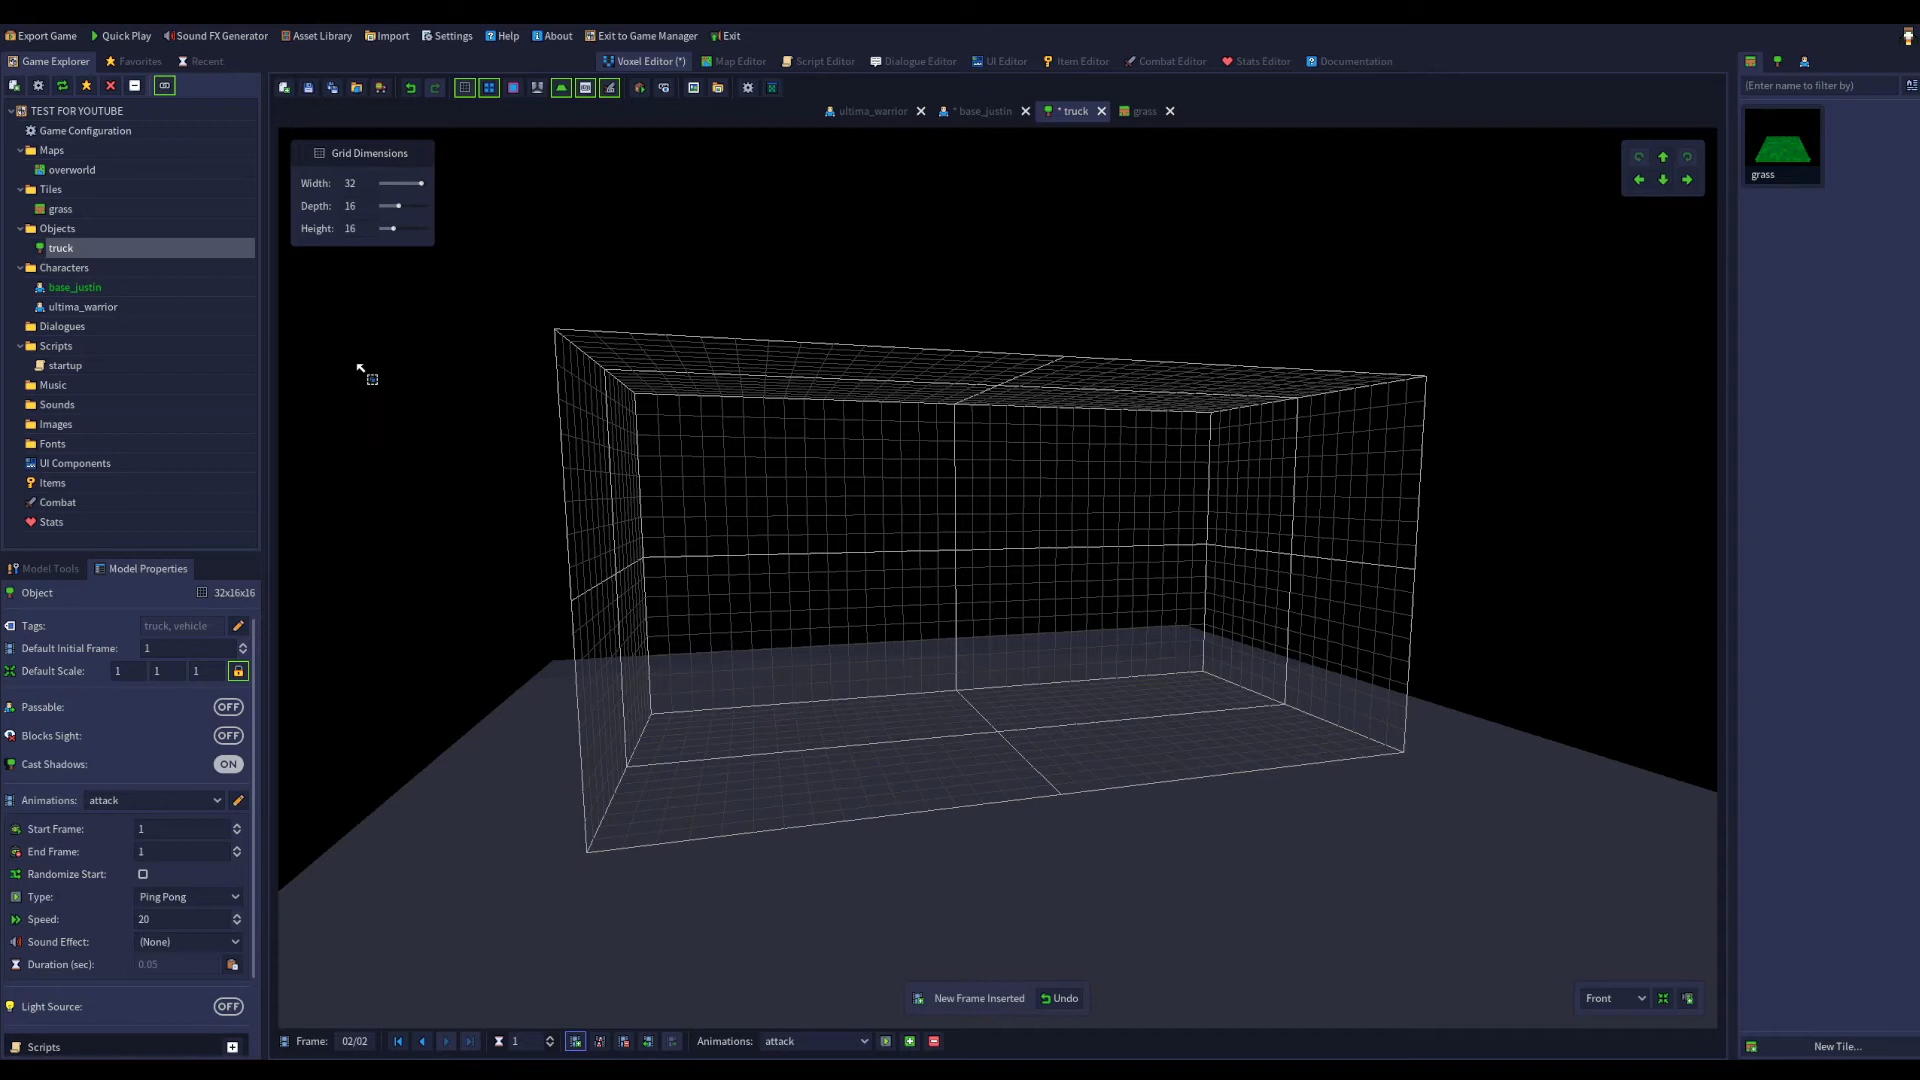 Export Game Quick Play Sound FX Generator Asset Library Import Settings Help About Exit to Game Manager Exit
Game Explorer Favorites Recent Voxel Editor (*) Map Editor Script Editor Dialogue Editor UI Editor Item Editor Combat Editor Stats Editor Documentation
(Enter name to filter by)
TEST FOR YOUTUBE
ultima_warrior * base_justin * truck grass
Game Configuration
Maps
overworld
Tiles
grass
Objects
truck
Characters
base_justin
ultima_warrior
Dialogues
Scripts
startup
Music
Sounds
Images
Fonts
UI Components
Items
Combat
Stats
Grid Dimensions
Width: 32
Depth: 16
Height: 16
grass
Model Tools Model Properties
Object 32x16x16
Tags: truck, vehicle
Default Initial Frame: 1
Default Scale: 1 1 1
Passable: OFF
Blocks Sight: OFF
Cast Shadows: ON
Animations: attack
Start Frame: 1
End Frame: 1
Randomize Start:
Type: Ping Pong
Speed: 20
Sound Effect: (None)
Duration (sec): 0.05
Light Source: OFF
Scripts
New Frame Inserted Undo
Front
Frame: 02/02 1 Animations: attack
New Tile...